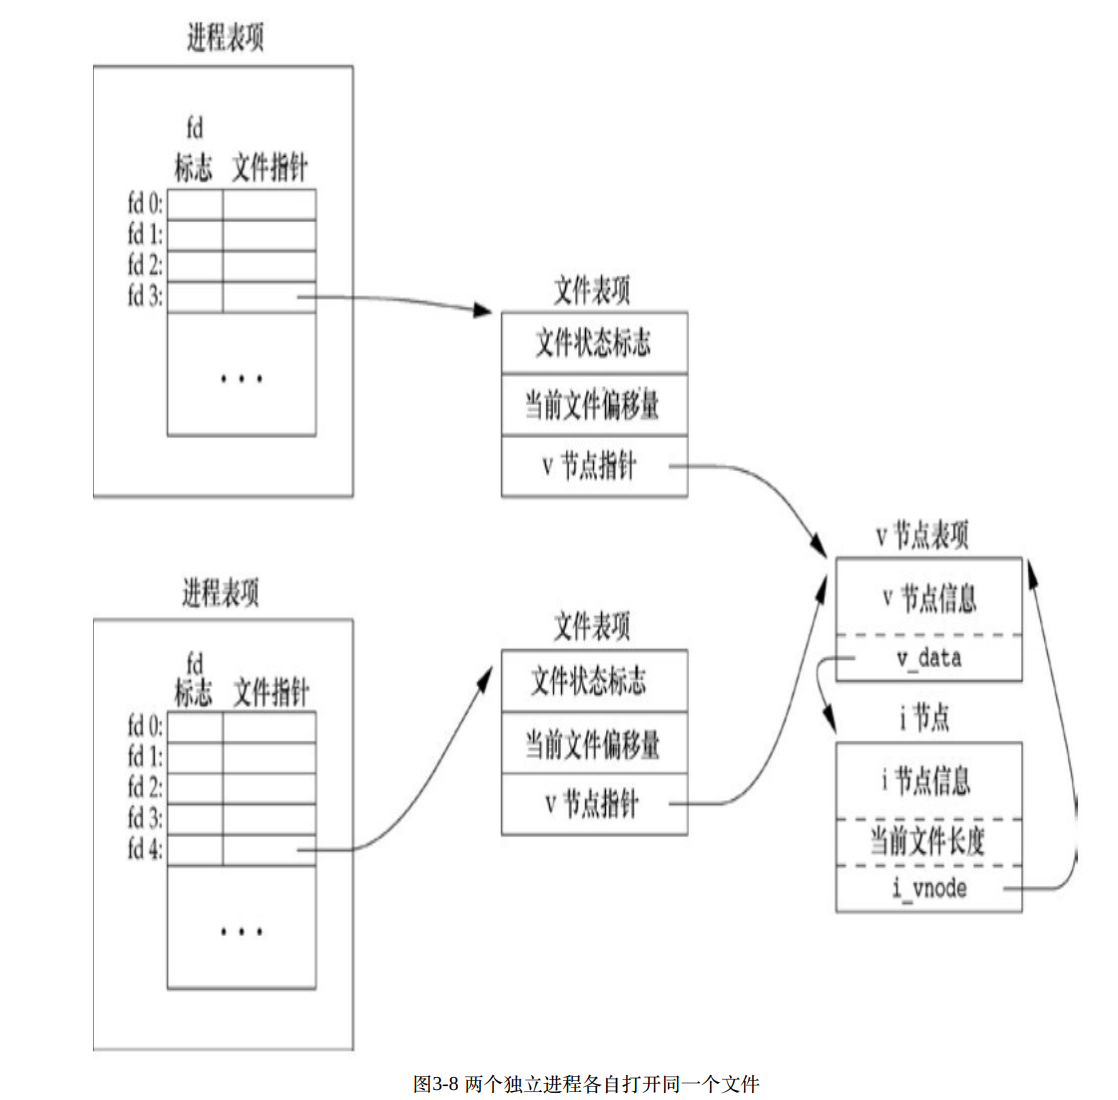 进程表项
fd
标志 文件指针
fd 0:
fd 1:
fd 2:
fd 3:
文件表项
文件状态标志
当前文件偏移量
v 节点指针
v 节点表项
v 节点信息
v_data
i 节点
i 节点信息
当前文件长度
i_vnode
进程表项
fd
标志 文件指针
fd 0:
fd 1:
fd 2:
fd 3:
fd 4:
文件表项
文件状态标志
当前文件偏移量
v 节点指针
图3-8 两个独立进程各自打开同一个文件